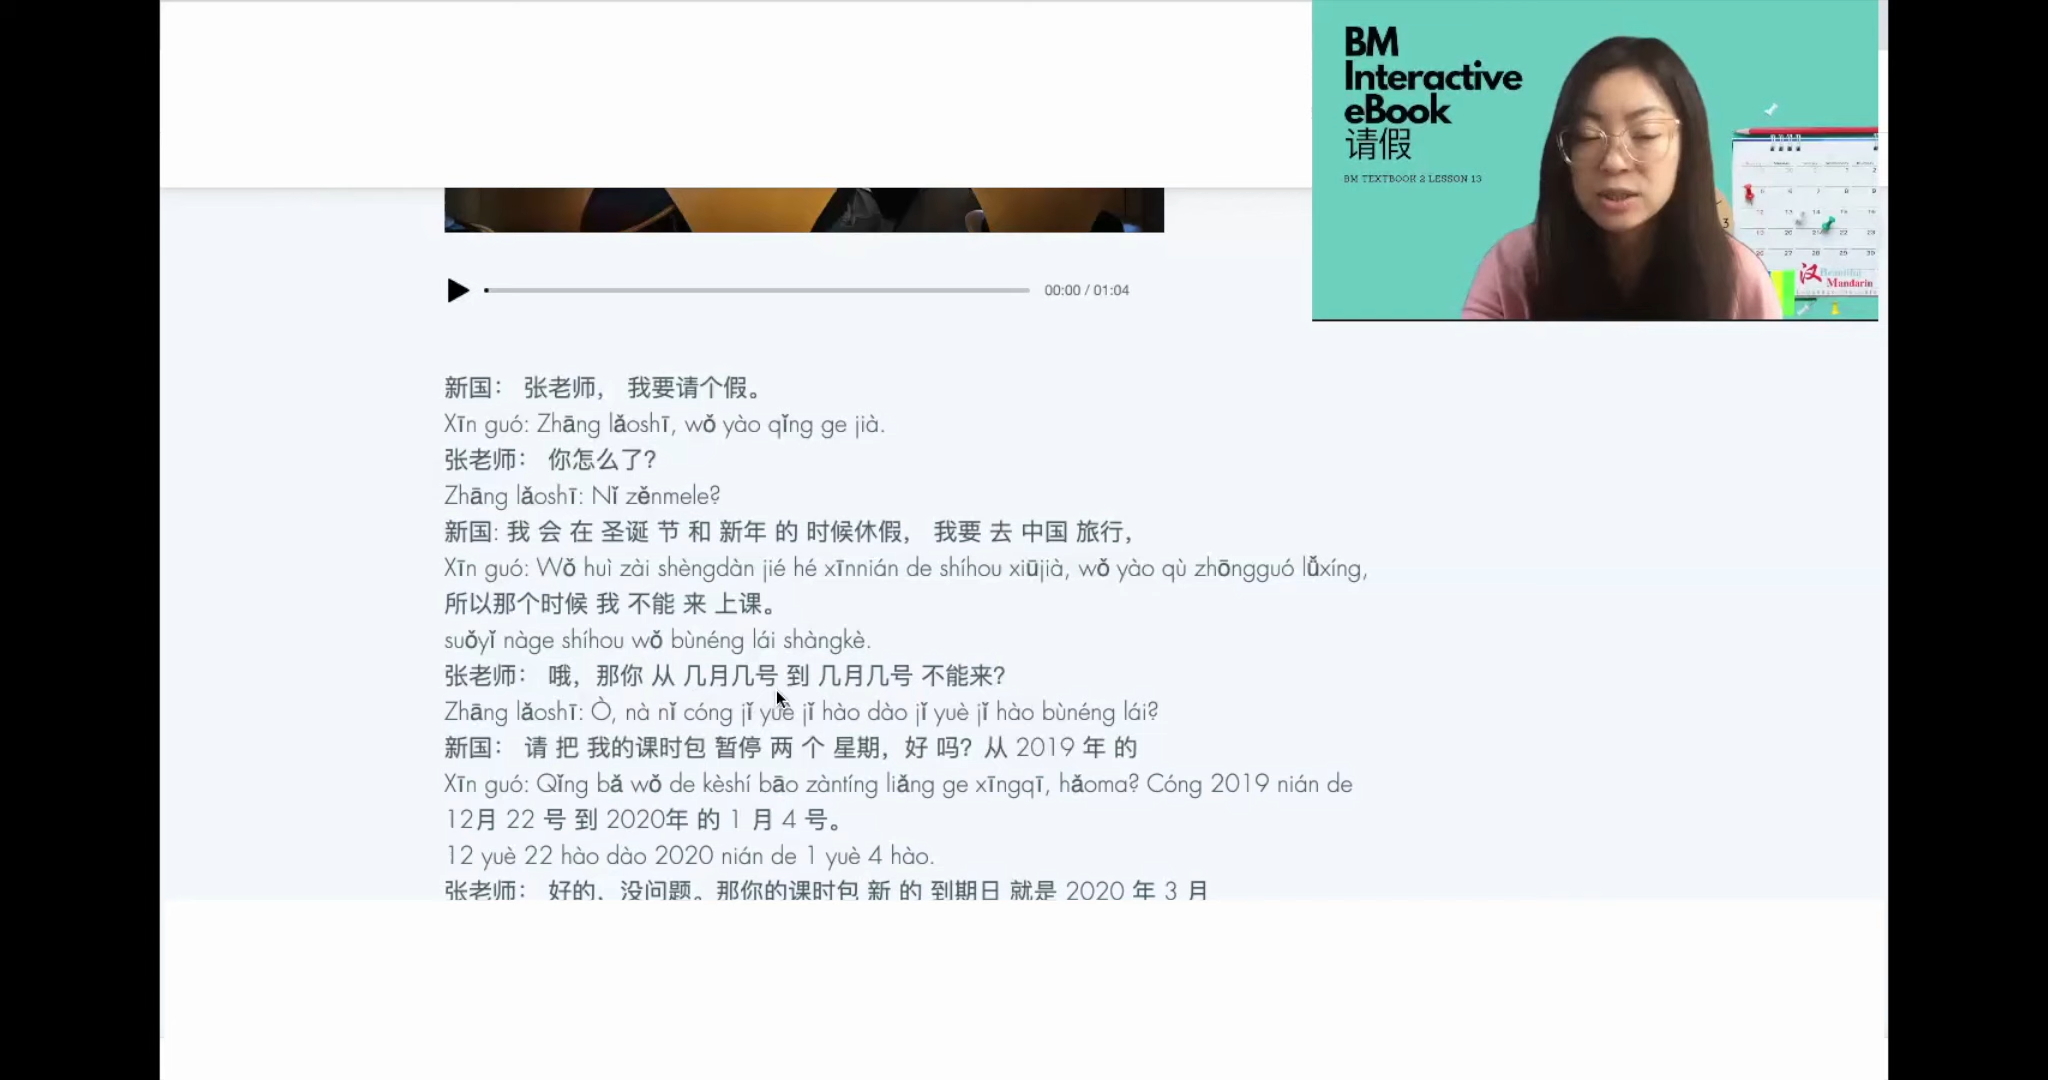 BM
Interactive
eBook
请假
BM TEXTBOOK 2 LESSON 13
汉 Beautiful
Mandarin
00:00 / 01:04
新国： 张老师， 我要请个假。
Xīn guó: Zhāng lǎoshī, wǒ yào qǐng ge jià.
张老师： 你怎么了?
Zhāng lǎoshī: Nǐ zěnmele?
新国: 我 会 在 圣诞 节 和 新年 的 时候休假， 我要 去 中国 旅行，
Xīn guó: Wǒ huì zài shèngdàn jié hé xīnnián de shíhou xiūjià, wǒ yào qù zhōngguó lǚxíng,
所以那个时候 我 不能 来 上课。
suǒyǐ nàge shíhou wǒ bùnéng lái shàngkè.
张老师： 哦，那你 从 几月几号 到 几月几号 不能来?
Zhāng lǎoshī: Ò, nà nǐ cóng jǐ yuè jǐ hào dào jǐ yuè jǐ hào bùnéng lái?
新国： 请 把 我的课时包 暂停 两 个 星期，好 吗？从 2019 年 的
Xīn guó: Qǐng bǎ wǒ de kèshí bāo zàntíng liǎng ge xīngqī, hǎoma? Cóng 2019 nián de
12月 22 号 到 2020年 的 1 月 4 号。
12 yuè 22 hào dào 2020 nián de 1 yuè 4 hào.
张老师： 好的，没问题。那你的课时包 新 的 到期日 就是 2020 年 3 月